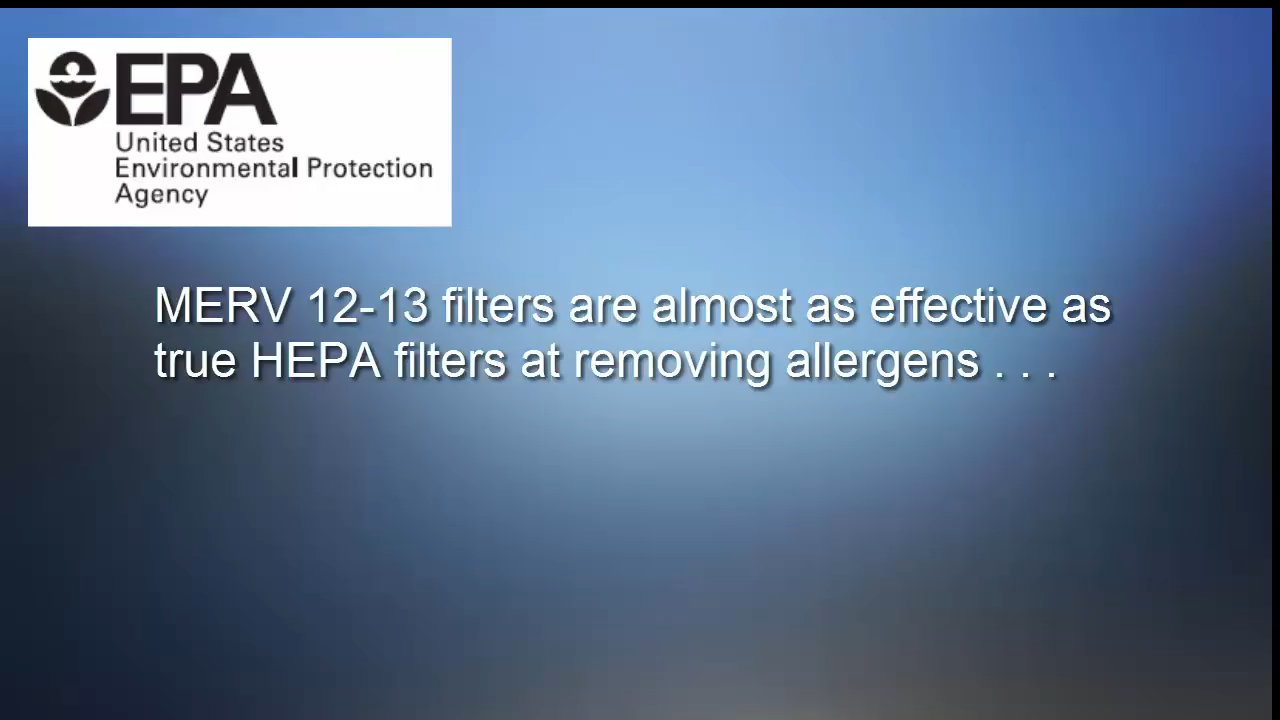 EPA
United States
Environmental Protection
Agency
MERV 12-13 filters are almost as effective as
true HEPA filters at removing allergens . . .